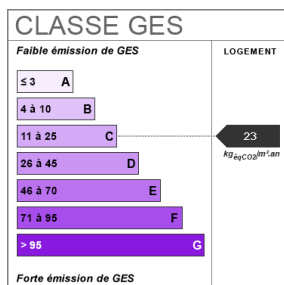 CLASSE GES
Faible émission de GES
LOGEMENT
≤ 3 A
4 à 10 B
11 à 25 C
23
kgéqCO2/m².an
26 à 45 D
46 à 70 E
71 à 95 F
> 95 G
Forte émission de GES